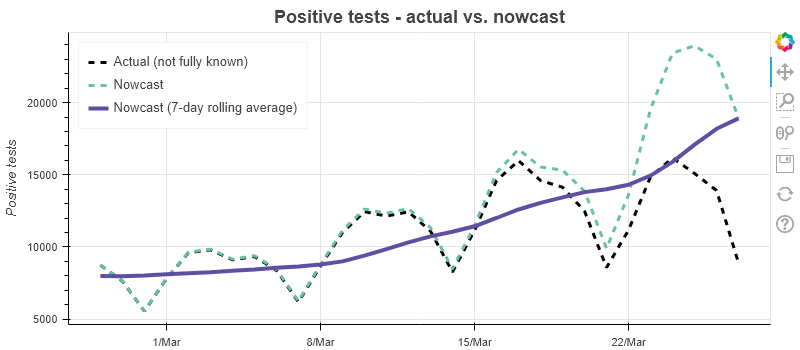 Positive tests - actual vs. nowcast
Actual (not fully known)
Nowcast
Nowcast (7-day rolling average)
Positive tests
20000
15000
10000
5000
1/Mar
8/Mar
15/Mar
22/Mar